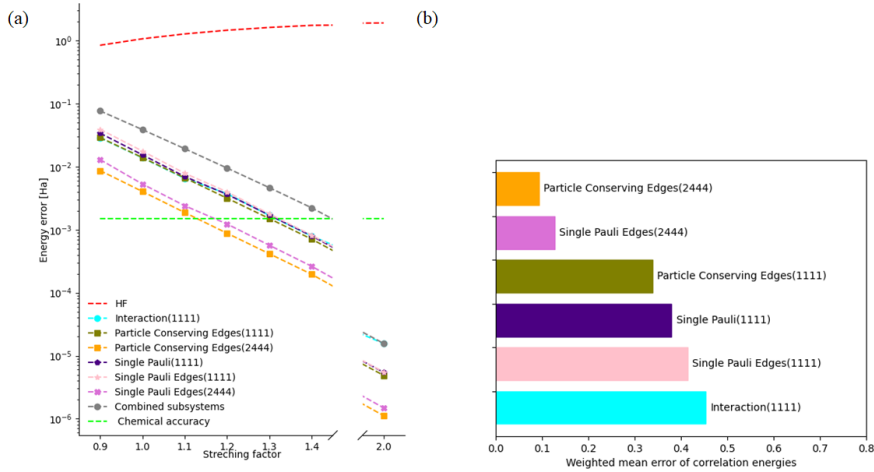 (a)
10⁰
10⁻¹
10⁻²
10⁻³
10⁻⁴
10⁻⁵
10⁻⁶
Energy error [Ha]
HF
Interaction(1111)
Particle Conserving Edges(1111)
Particle Conserving Edges(2444)
Single Pauli(1111)
Single Pauli Edges(1111)
Single Pauli Edges(2444)
Combined subsystems
Chemical accuracy
0.9 1.0 1.1 1.2 1.3 1.4 2.0
Streching factor
(b)
Particle Conserving Edges(2444)
Single Pauli Edges(2444)
Particle Conserving Edges(1111)
Single Pauli(1111)
Single Pauli Edges(1111)
Interaction(1111)
0.0 0.1 0.2 0.3 0.4 0.5 0.6 0.7 0.8
Weighted mean error of correlation energies